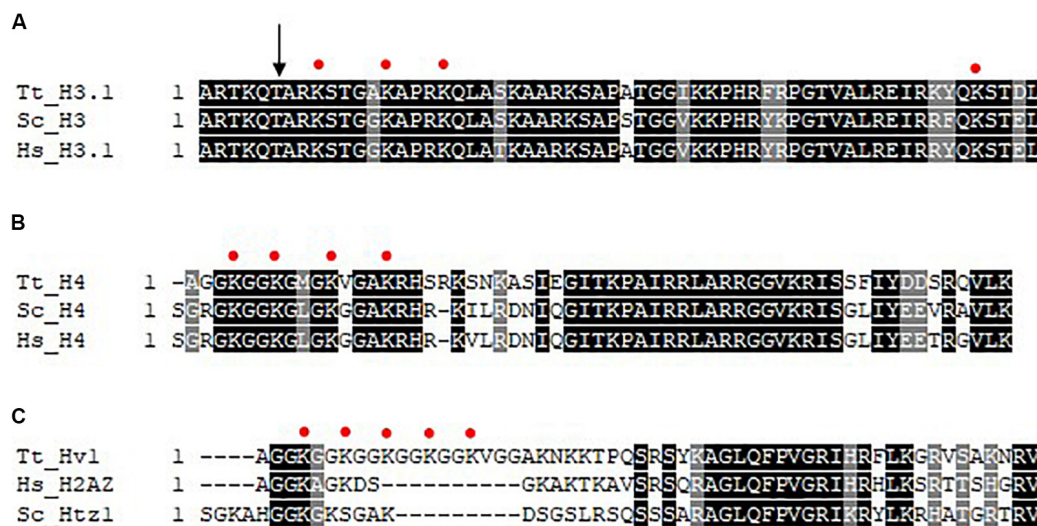 A
Tt_H3.1 1 ARTKQTARKSTGAKAPRKQLASKAARKSAPATGGIKKPHRFRPGTVALREIRKYQKSTDL
Sc_H3 1 ARTKQTARKSTGGKAPRKQLASKAARKSAPSTGGVKKPHRYKPGTVALREIRRFQKSTEL
Hs_H3.1 1 ARTKQTARKSTGGKAPRKQLATKAARKSAPATGGVKKPHRYRPGTVALREIRRYQKSTEL
B
Tt_H4 1 -AGGKGGKGMGKVGAKRHSRKSNKASIEGITKPAIRRLARRGGVKRISSFIYDDSRQVLK
Sc_H4 1 SGRGKGGKGLGKGGAKRHR-KILRDNIQGITKPAIRRLARRGGVKRISGLIYEEVRAVLK
Hs_H4 1 SGRGKGGKGLGKGGAKRHR-KVLRDNIQGITKPAIRRLARRGGVKRISGLIYEETRGVLK
C
Tt_Hv1 1 ----AGGKGGKGGKGGKGGKVGGAKNKKTPQSRSYKAGLQFPVGRIHRFLKGRVSAKNRV
Hs_H2AZ 1 ----AGGKAGKDS----------GKAKTKAVSRSQRAGLQFPVGRIHRHLKSRTTSHGRV
Sc_Htz1 1 SGKAHGGKGKSGAK---------DSGSLRSQSSSARAGLQFPVGRIKRYLKRHATGRTRV